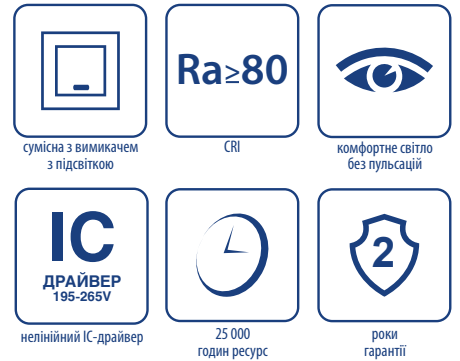 Ra≥80
сумісна з вимикачем
з підсвіткою
CRI
комфортне світло
без пульсацій
IC
ДРАЙВЕР
195-265V
2
нелінійний IC-драйвер
25 000
годин ресурс
роки
гарантії